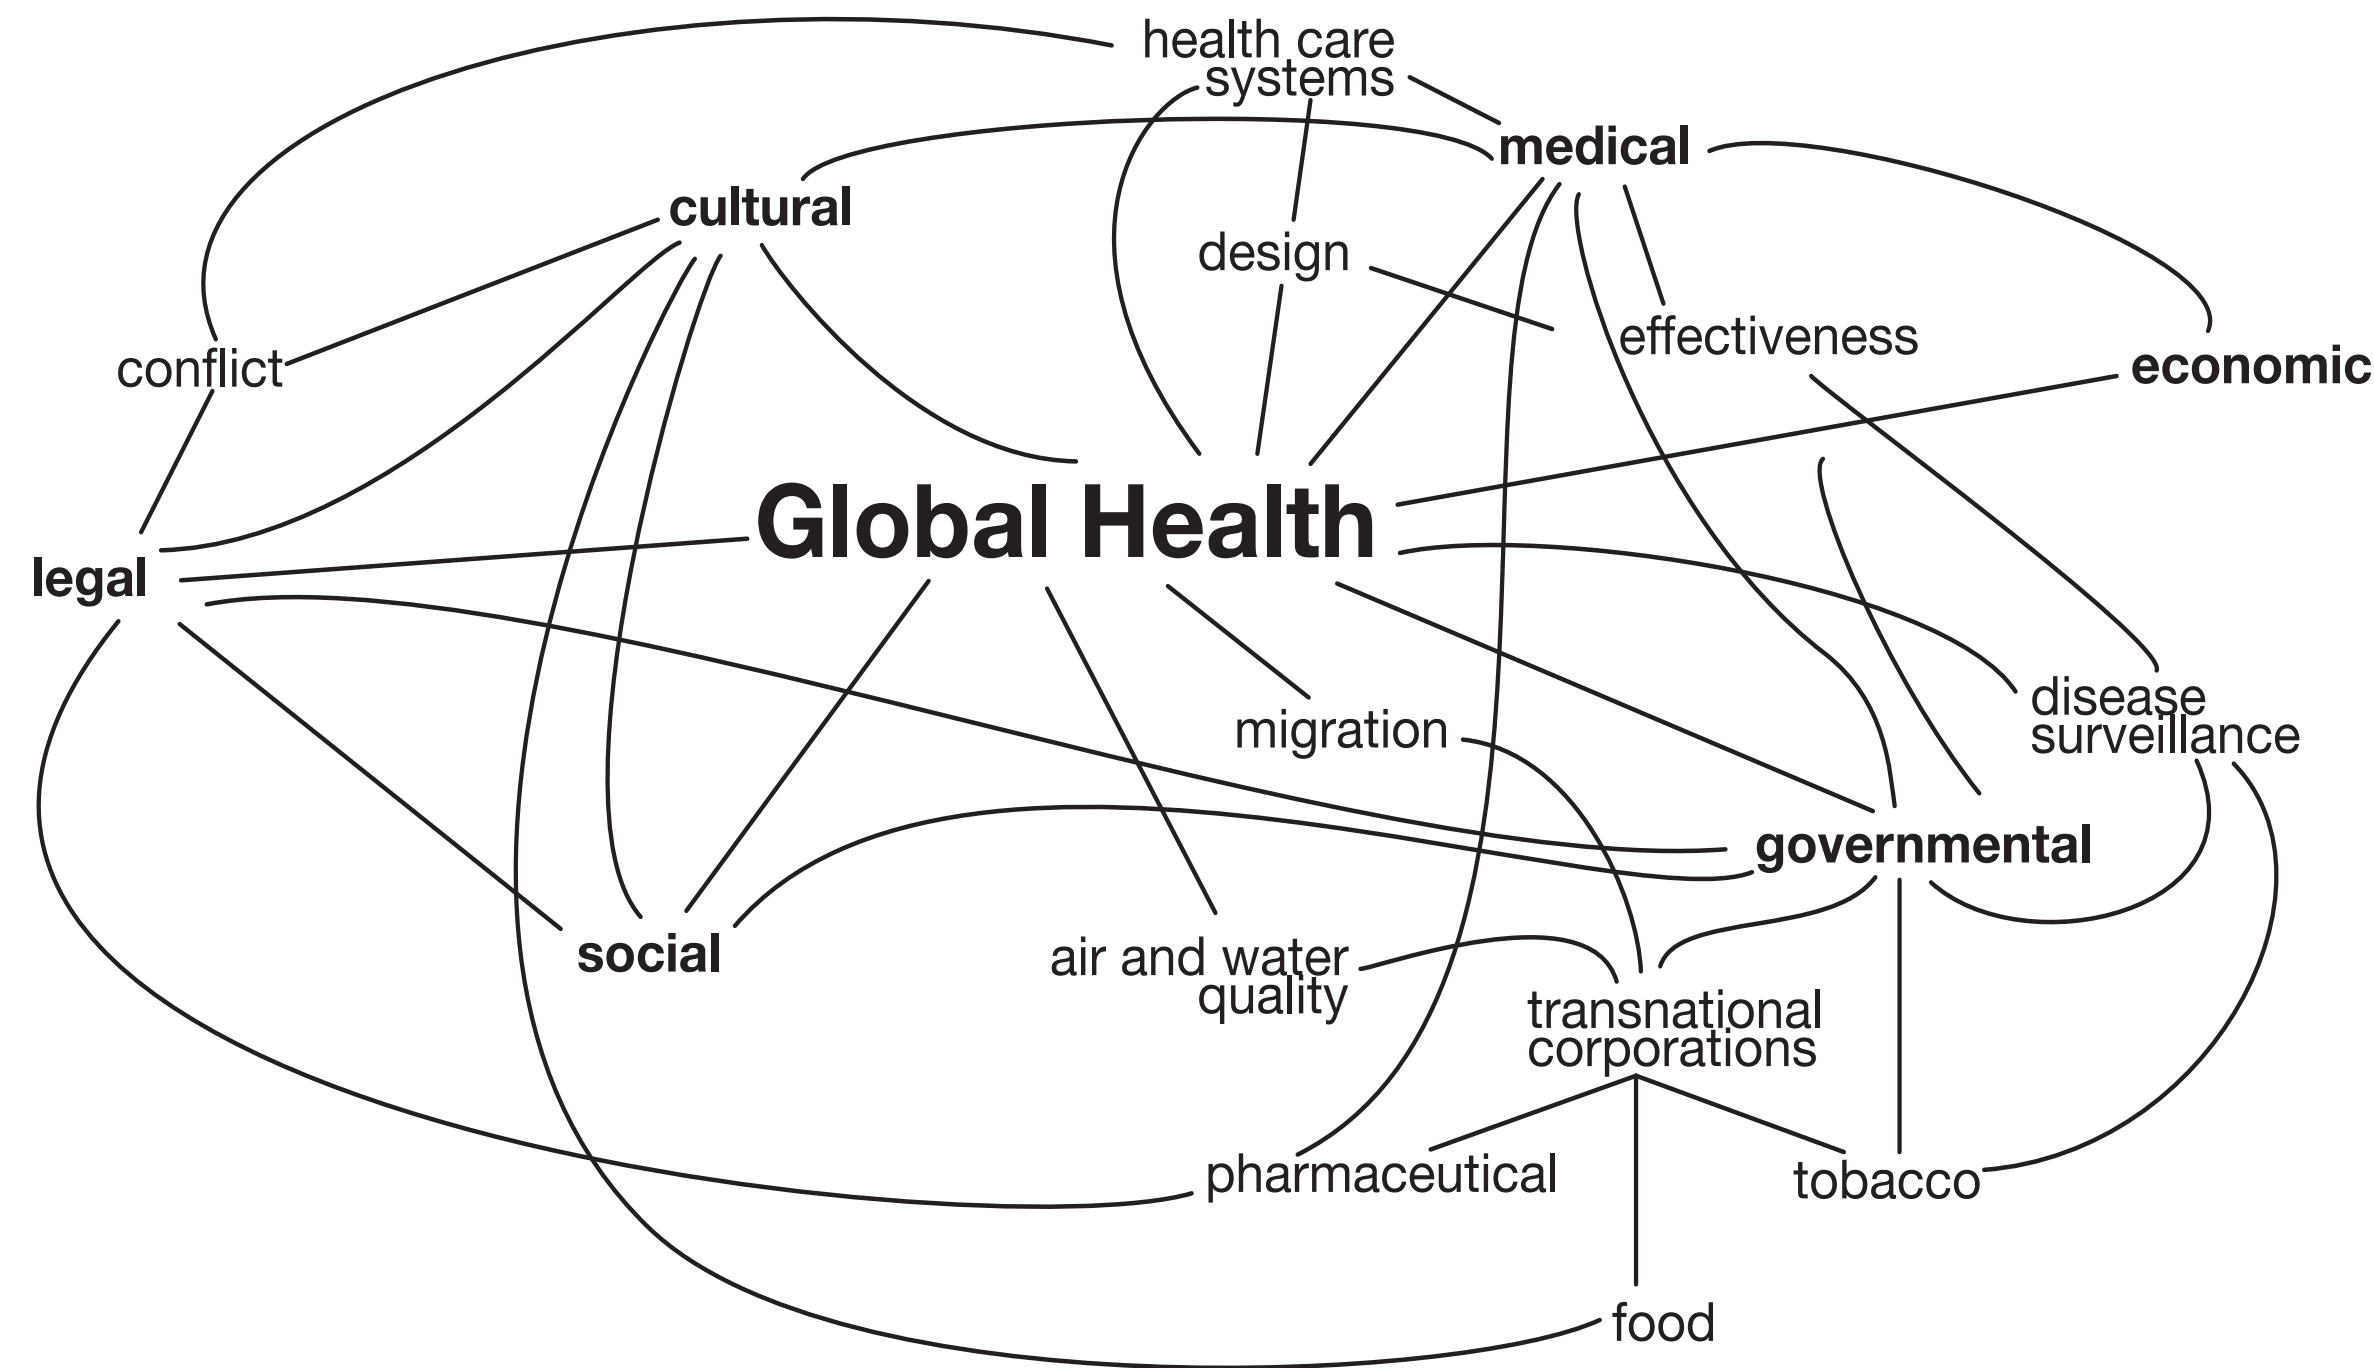 health care
systems
medical
cultural
design
effectiveness
conflict
economic
Global Health
legal
disease
surveillance
migration
governmental
social
air and water
quality
transnational
corporations
pharmaceutical
tobacco
food